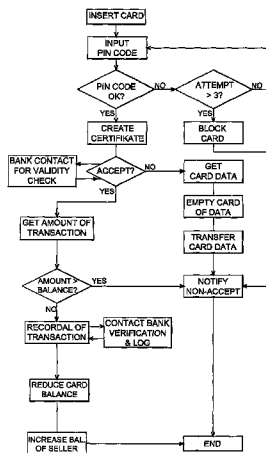 INSERT CARD
INPUT
PIN CODE
PIN CODE
OK?
NO
ATTEMPT
> 3?
NO
YES
YES
CREATE
CERTIFIKATE
BLOCK
CARD
BANK CONTACT
FOR VALIDITY
CHECK
ACCEPT?
NO
GET
CARD DATA
YES
EMPTY CARD
OF DATA
GET AMOUNT OF
TRANSACTION
TRANSFER
CARD DATA
AMOUNT >
BALANCE?
YES
NOTIFY
NON-ACCEPT
NO
RECORDAL OF
TRANSACTION
CONTACT BANK
VERIFICATION
& LOG
REDUCE CARD
BALANCE
INCREASE BAL
OF SELLER
END